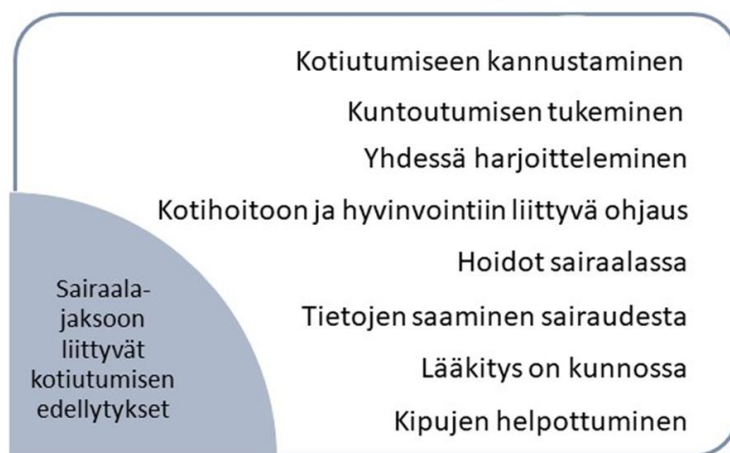 Kotiutumiseen kannustaminen
Kuntoutumisen tukeminen
Yhdessä harjoitteleminen
Kotihoitoon ja hyvinvointiin liittyvä ohjaus
Hoidot sairaalassa
Tietojen saaminen sairaudesta
Lääkitys on kunnossa
Kipujen helpottuminen
Sairaala-
jaksoon
liittyvät
kotiutumisen
edellytykset